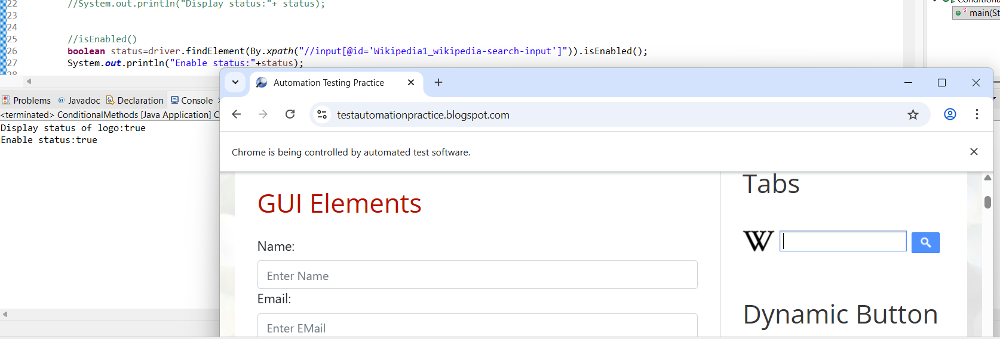 22 //System.out.println("Display status:"+ status);
23
24
25 //isEnabled()
26 boolean status=driver.findElement(By.xpath("//input[@id='Wikipedia1_wikipedia-search-input']")).isEnabled();
27 System.out.println("Enable status:"+status);
28
main(St
Problems @ Javadoc Declaration Console
<terminated> ConditionalMethods [Java Application] C
Display status of logo:true
Enable status:true
Automation Testing Practice
testautomationpractice.blogspot.com
Chrome is being controlled by automated test software.
GUI Elements
Name:
Enter Name
Email:
Enter EMail
Tabs
W
Dynamic Button